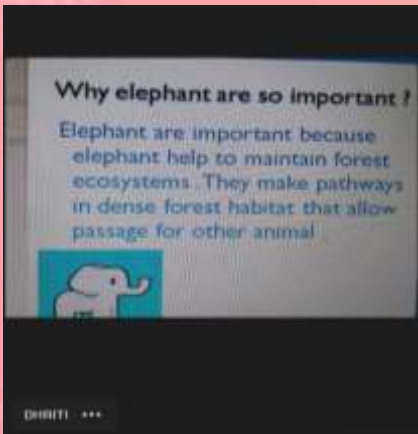 Why elephant are so important ?
Elephant are important because
elephant help to maintain forest
ecosystems. They make pathways
in dense forest habitat that allow
passage for other animal
DHRITI